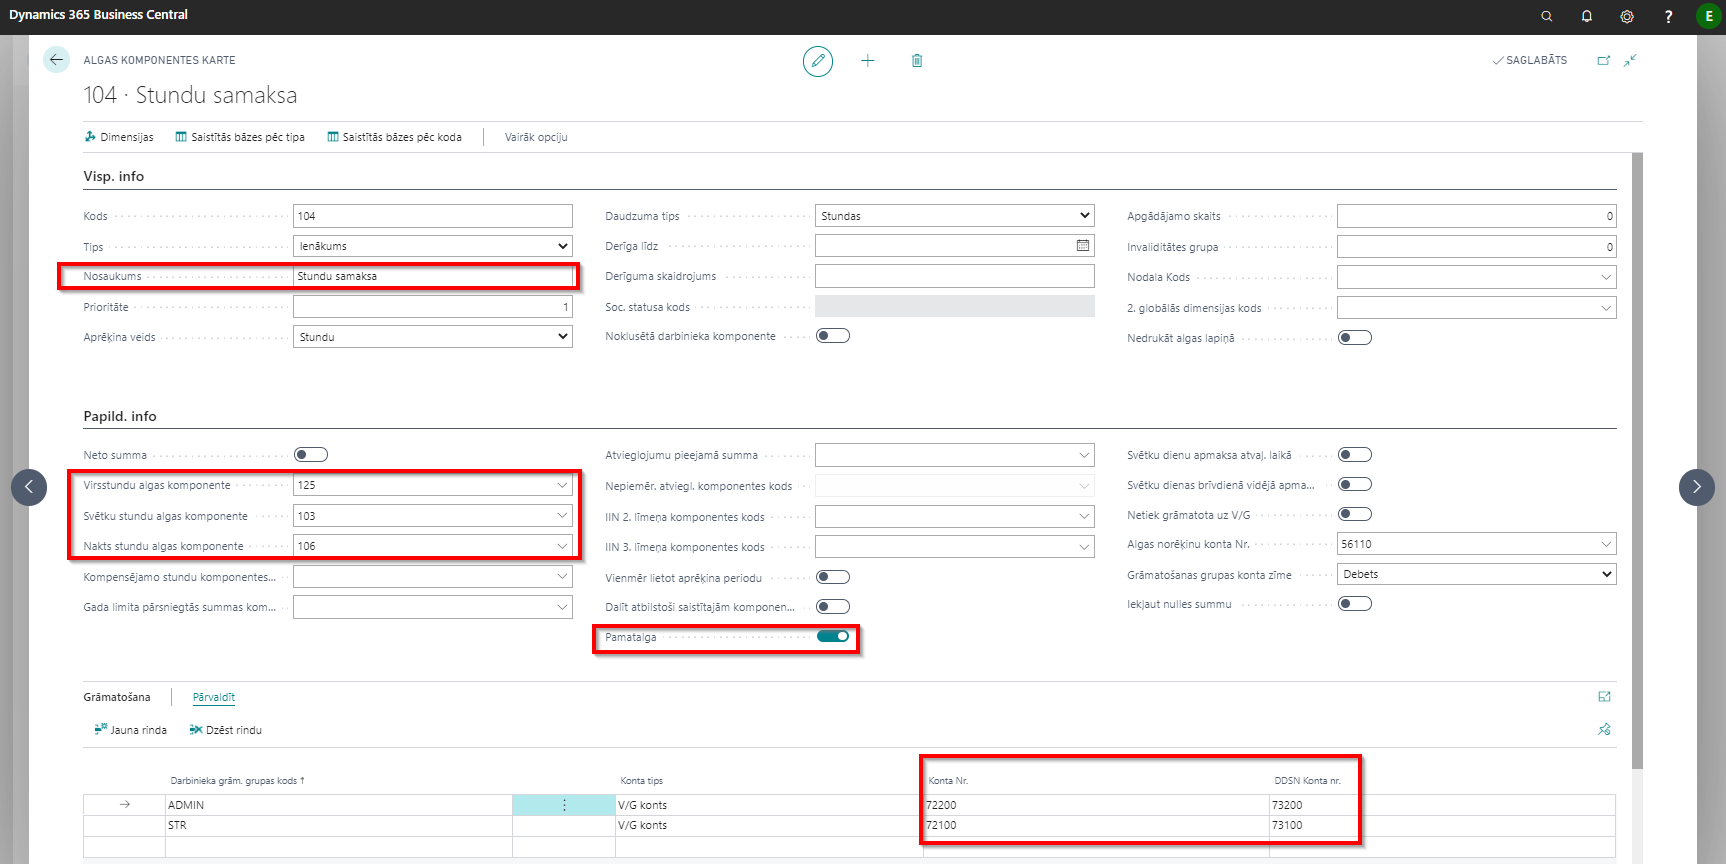 Dynamics 365 Business Central
?
E
ALGAS KOMPONENTES KARTE
SAGLABĀTS
104 · Stundu samaksa
Dimensijas
Saistītās bāzes pēc tipa
Saistītās bāzes pēc koda
Vairāk opciju
Visp. info
Kods
104
Tips
Ienākums
Nosaukums
Stundu samaksa
Prioritāte
1
Aprēķina veids
Stundu
Daudzuma tips
Stundas
Derīga līdz
Derīguma skaidrojums
Soc. statusa kods
Noklusētā darbinieka komponente
Apgādājamo skaits
0
Invaliditātes grupa
0
Nodaļa Kods
2. globālās dimensijas kods
Nedrukāt algas lapiņā
Papild. info
Neto summa
Virsstundu algas komponente
125
Svētku stundu algas komponente
103
Nakts stundu algas komponente
106
Kompensējamo stundu komponentes...
Gada limita pārsniegtās summas kom...
Atvieglojumu pieejamā summa
Nepiemēr. atviegl. komponentes kods
IIN 2. līmeņa komponentes kods
IIN 3. līmeņa komponentes kods
Vienmēr lietot aprēķina periodu
Dalīt atbilstoši saistītajām komponen...
Pamatalga
Svētku dienu apmaksa atvaļ. laikā
Svētku dienas brīvdienā vidējā apma...
Netiek grāmatota uz V/G
Algas norēķinu konta Nr.
56110
Grāmatošanas grupas konta zīme
Debets
Iekļaut nulles summu
Grāmatošana
Pārvaldīt
Jauna rinda
Dzēst rindu
Darbinieka grām. grupas kods ↑
Konta tips
Konta Nr.
DDSN Konta nr.
ADMIN
V/G konts
72200
73200
STR
V/G konts
72100
73100